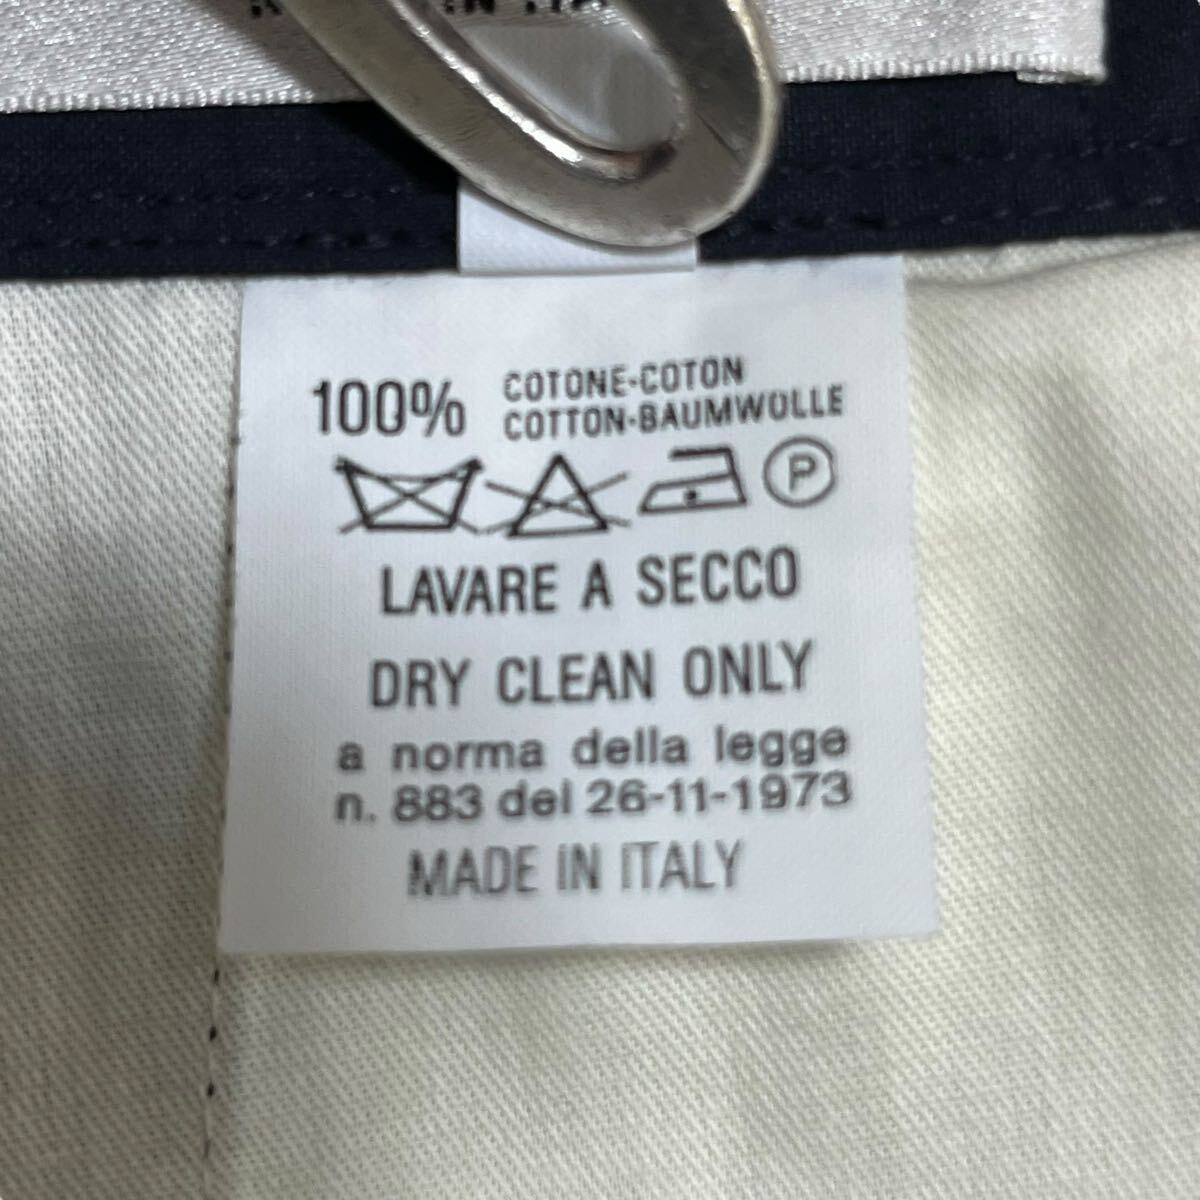 100% COTONE-COTON
COTTON-BAUMWOLLE
P
LAVARE A SECCO
DRY CLEAN ONLY
a norma della legge
n. 883 del 26-11-1973
MADE IN ITALY